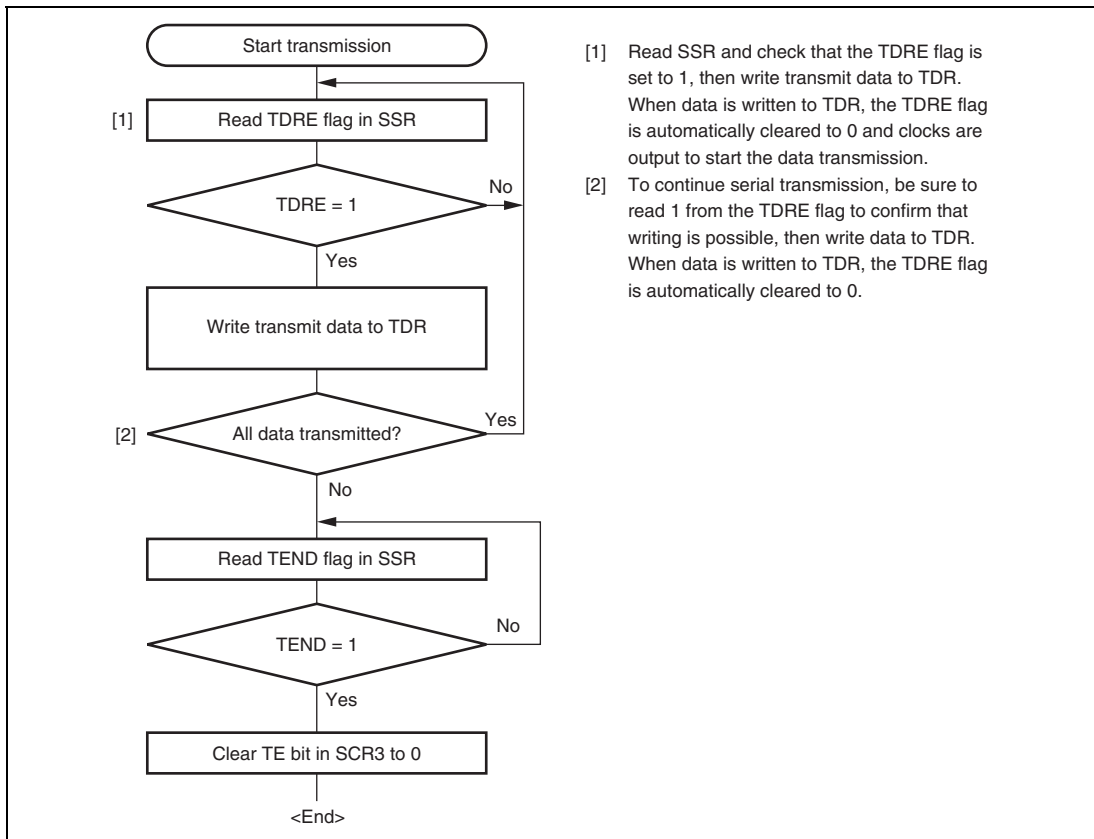 Start transmission
[1] Read TDRE flag in SSR
TDRE = 1
No
Yes
Write transmit data to TDR
[2] All data transmitted?
Yes
No
Read TEND flag in SSR
TEND = 1
No
Yes
Clear TE bit in SCR3 to 0
<End>
[1] Read SSR and check that the TDRE flag is
set to 1, then write transmit data to TDR.
When data is written to TDR, the TDRE flag
is automatically cleared to 0 and clocks are
output to start the data transmission.
[2] To continue serial transmission, be sure to
read 1 from the TDRE flag to confirm that
writing is possible, then write data to TDR.
When data is written to TDR, the TDRE flag
is automatically cleared to 0.